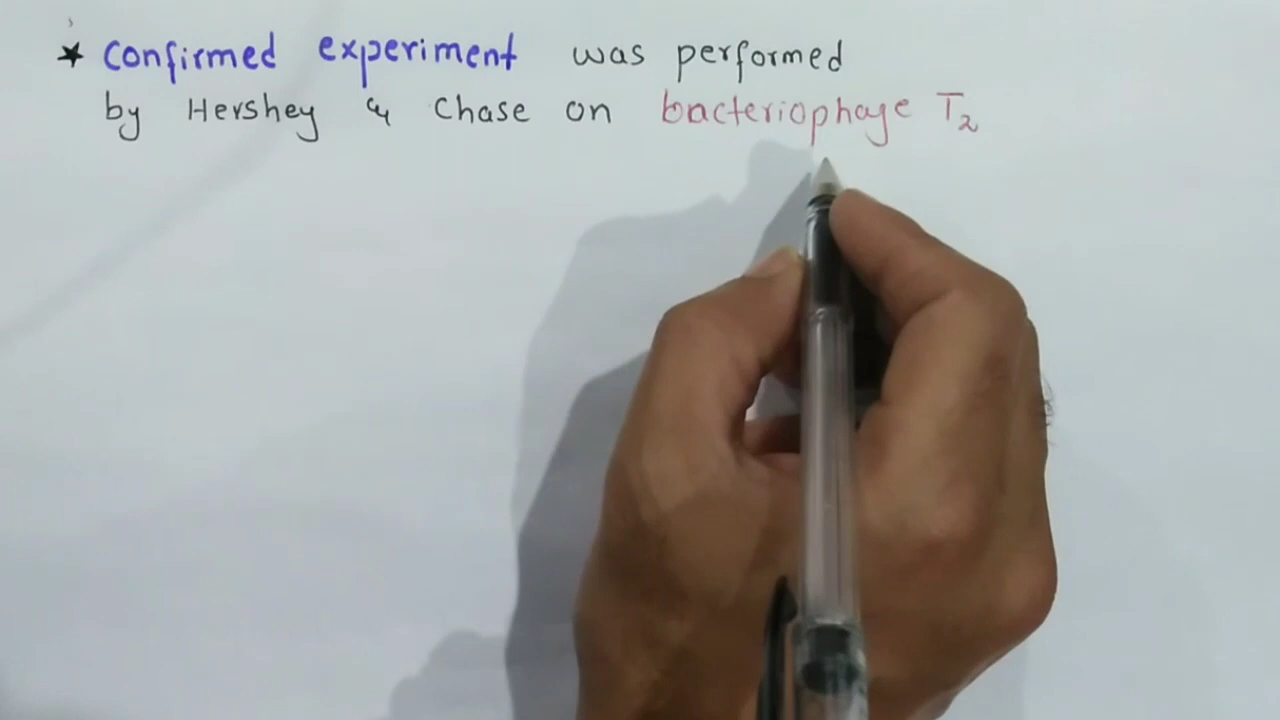 ★ Confirmed experiment was performed
by Hershey & Chase on bacteriophage T₂